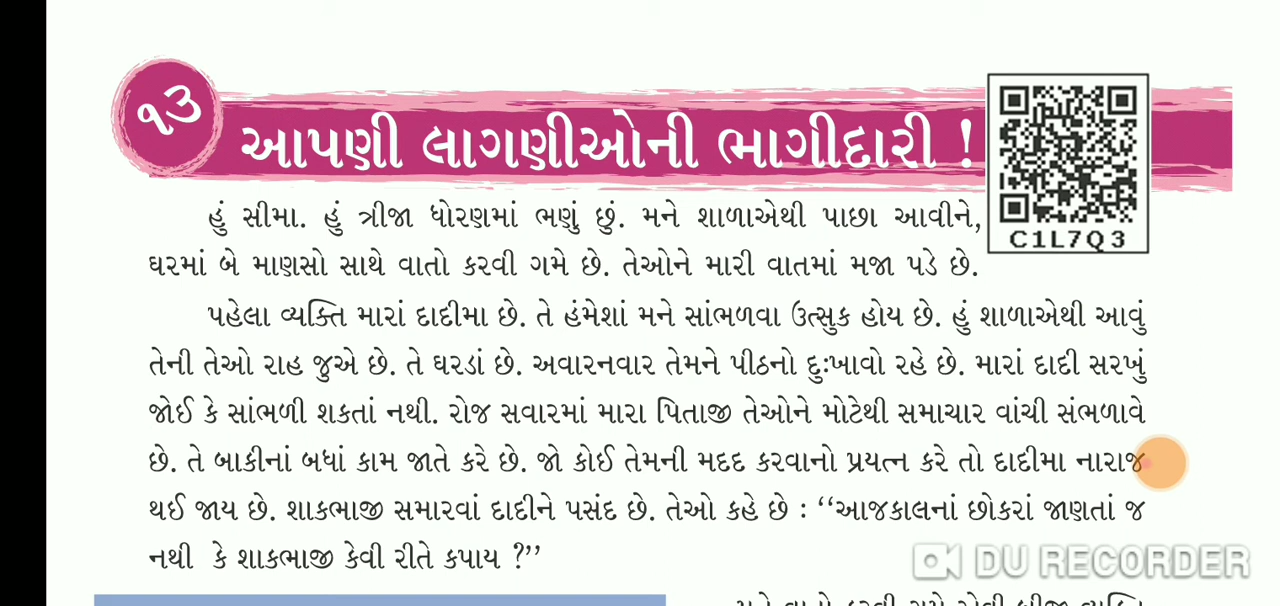 ૧૩
આપણી લાગણીઓની ભાગીદારી !
C1L7Q3
હું સીમા. હું ત્રીજા ધોરણમાં ભણું છું. મને શાળાએથી પાછા આવીને,
ઘરમાં બે માણસો સાથે વાતો કરવી ગમે છે. તેઓને મારી વાતમાં મજા પડે છે.
પહેલા વ્યક્તિ મારાં દાદીમા છે. તે હંમેશાં મને સાંભળવા ઉત્સુક હોય છે. હું શાળાએથી આવું
તેની તેઓ રાહ જુએ છે. તે ઘરડાં છે. અવારનવાર તેમને પીઠનો દુઃખાવો રહે છે. મારાં દાદી સરખું
જોઈ કે સાંભળી શકતાં નથી. રોજ સવારમાં મારા પિતાજી તેઓને મોટેથી સમાચાર વાંચી સંભળાવે
છે. તે બાકીનાં બધાં કામ જાતે કરે છે. જો કોઈ તેમની મદદ કરવાનો પ્રયત્ન કરે તો દાદીમા નારાજ
થઈ જાય છે. શાકભાજી સમારવાં દાદીને પસંદ છે. તેઓ કહે છે : ‘‘આજકાલનાં છોકરાં જાણતાં જ
નથી કે શાકભાજી કેવી રીતે કપાય ?’’
DU RECORDER